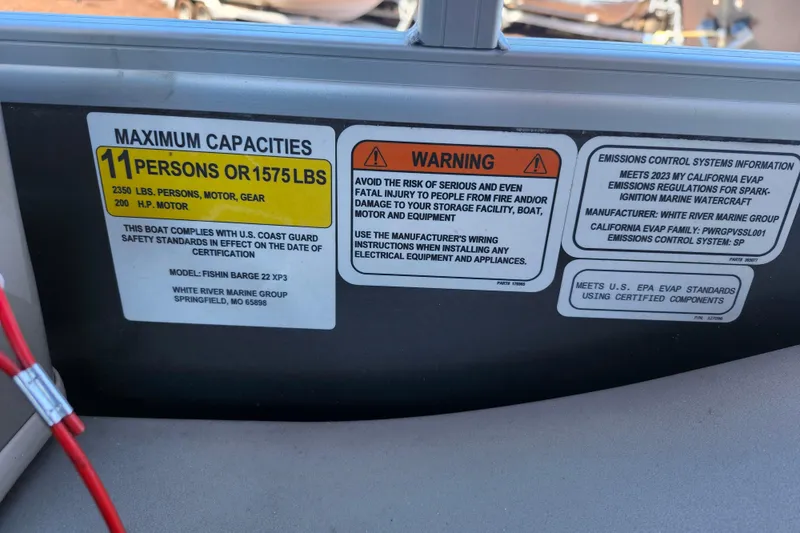 MAXIMUM CAPACITIES
11 PERSONS OR 1575 LBS
2350 LBS. PERSONS, MOTOR, GEAR
200 H.P. MOTOR
THIS BOAT COMPLIES WITH U.S. COAST GUARD
SAFETY STANDARDS IN EFFECT ON THE DATE OF
CERTIFICATION
MODEL: FISHIN BARGE 22 XP3
WHITE RIVER MARINE GROUP
SPRINGFIELD, MO 65898
WARNING
AVOID THE RISK OF SERIOUS AND EVEN
FATAL INJURY TO PEOPLE FROM FIRE AND/OR
DAMAGE TO YOUR STORAGE FACILITY, BOAT,
MOTOR AND EQUIPMENT
USE THE MANUFACTURER'S WIRING
INSTRUCTIONS WHEN INSTALLING ANY
ELECTRICAL EQUIPMENT AND APPLIANCES.
EMISSIONS CONTROL SYSTEMS INFORMATION
MEETS 2023 MY CALIFORNIA EVAP
EMISSIONS REGULATIONS FOR SPARK-
IGNITION MARINE WATERCRAFT
MANUFACTURER: WHITE RIVER MARINE GROUP
CALIFORNIA EVAP FAMILY: PWRGPVSSL001
EMISSIONS CONTROL SYSTEM: SP
MEETS U.S. EPA EVAP STANDARDS
USING CERTIFIED COMPONENTS